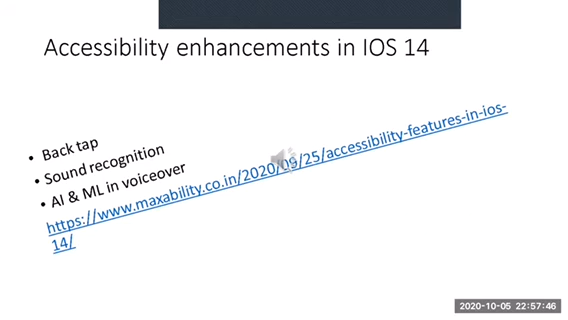 Accessibility enhancements in IOS 14
• Back tap
• Sound recognition
• AI & ML in voiceover
https://www.maxability.co.in/2020/09/25/accessibility-features-in-ios-
14/
2020-10-05 22:57:46